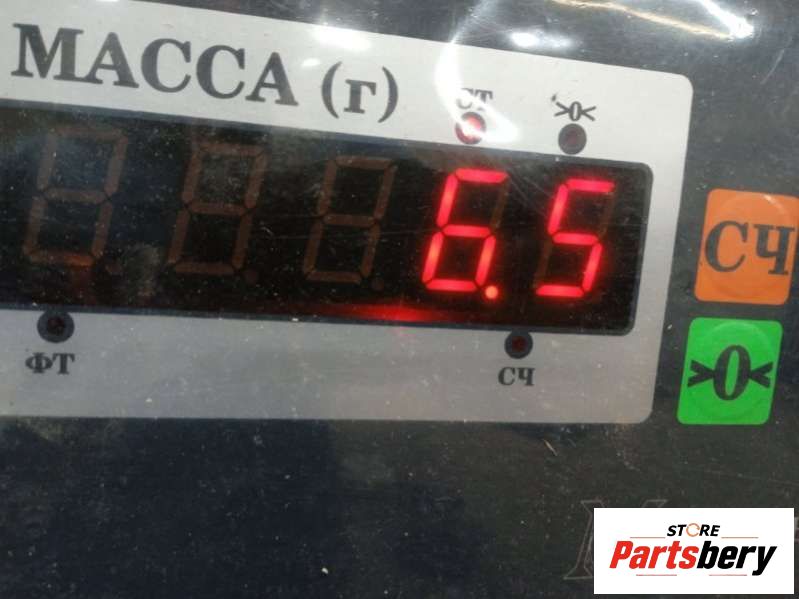 МАССА (г)
СТ >0<
6.5
СЧ
>0<
ФТ СЧ
STORE
Partsbery